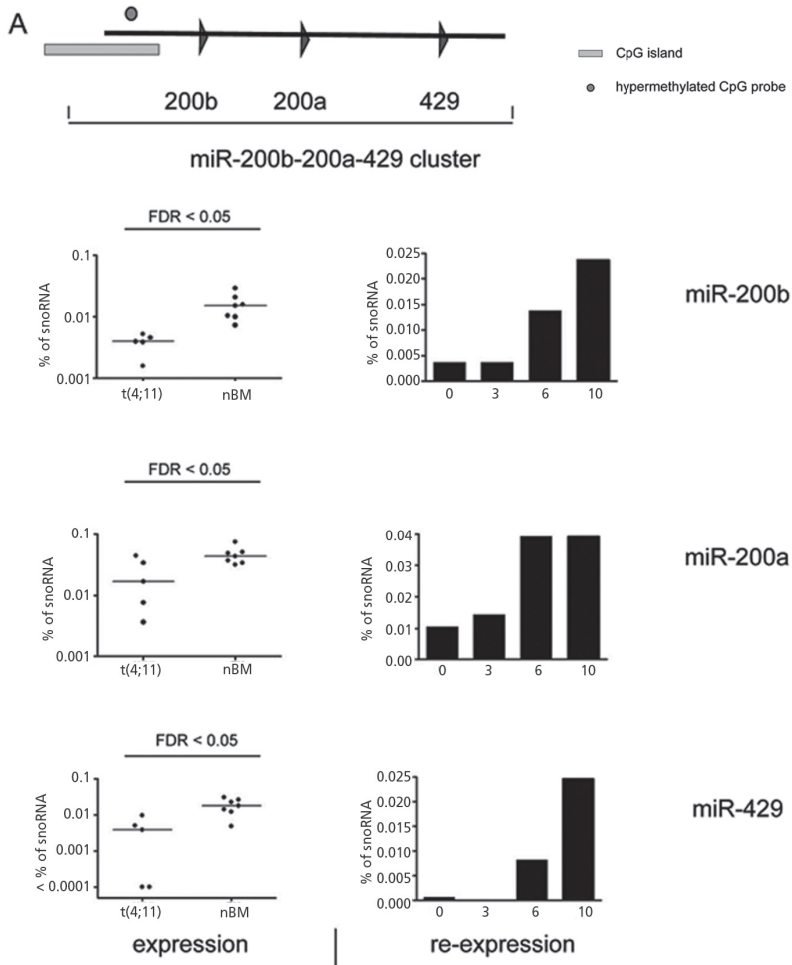 A
CpG island
hypermethylated CpG probe
200b 200a 429
miR-200b-200a-429 cluster
FDR < 0.05
% of snoRNA
0.1
0.01
0.001
t(4;11) nBM
% of snoRNA
0.025
0.020
0.015
0.010
0.005
0.000
0 3 6 10
miR-200b
FDR < 0.05
% of snoRNA
0.1
0.01
0.001
t(4;11) nBM
% of snoRNA
0.04
0.03
0.02
0.01
0.00
0 3 6 10
miR-200a
FDR < 0.05
^ % of snoRNA
0.1
0.01
0.001
0.0001
t(4;11) nBM
% of snoRNA
0.025
0.020
0.015
0.010
0.005
0.000
0 3 6 10
miR-429
expression re-expression